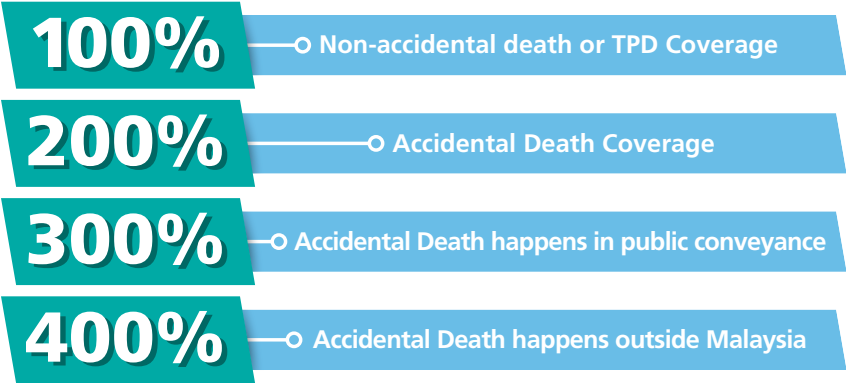 100% Non-accidental death or TPD Coverage
200% Accidental Death Coverage
300% Accidental Death happens in public conveyance
400% Accidental Death happens outside Malaysia